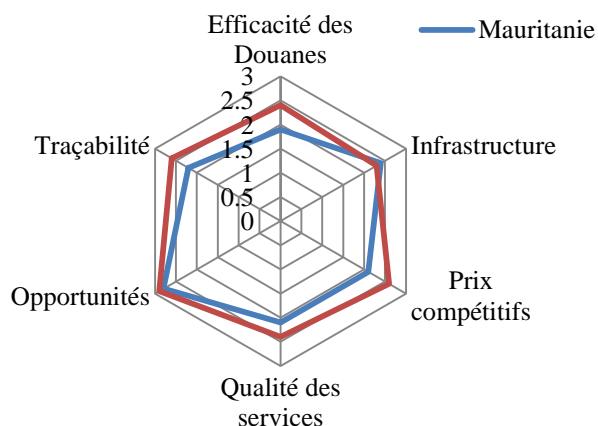 Efficacité des
Douanes
Mauritanie
3
2.5
2
1.5
1
0.5
0
Traçabilité
Infrastructure
Opportunités
Prix
compétitifs
Qualité des
services